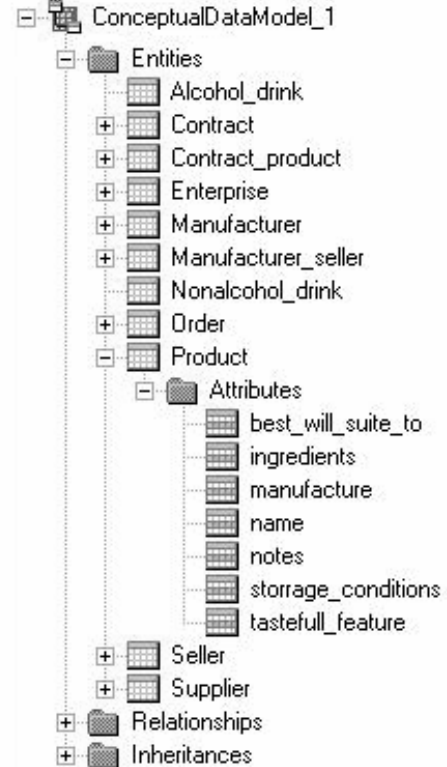 ConceptualDataModel_1
Entities
Alcohol_drink
Contract
Contract_product
Enterprise
Manufacturer
Manufacturer_seller
Nonalcohol_drink
Order
Product
Attributes
best_will_suite_to
ingredients
manufacture
name
notes
storrage_conditions
tastefull_feature
Seller
Supplier
Relationships
Inheritances